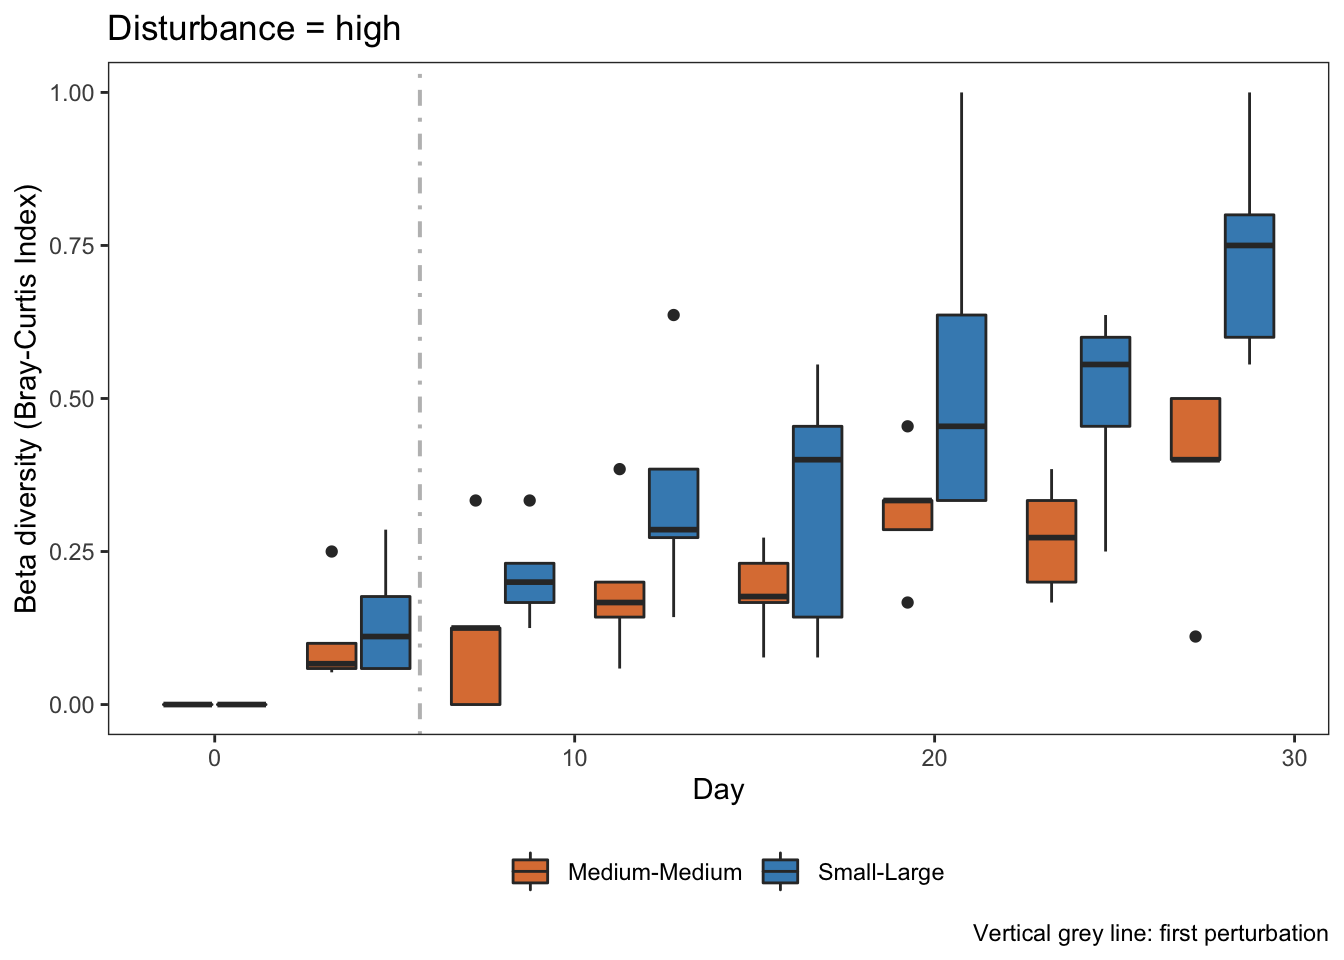 Disturbance = high
Beta diversity (Bray-Curtis Index)
1.00
0.75
0.50
0.25
0.00
0 10 20 30
Day
Medium-Medium Small-Large
Vertical grey line: first perturbation